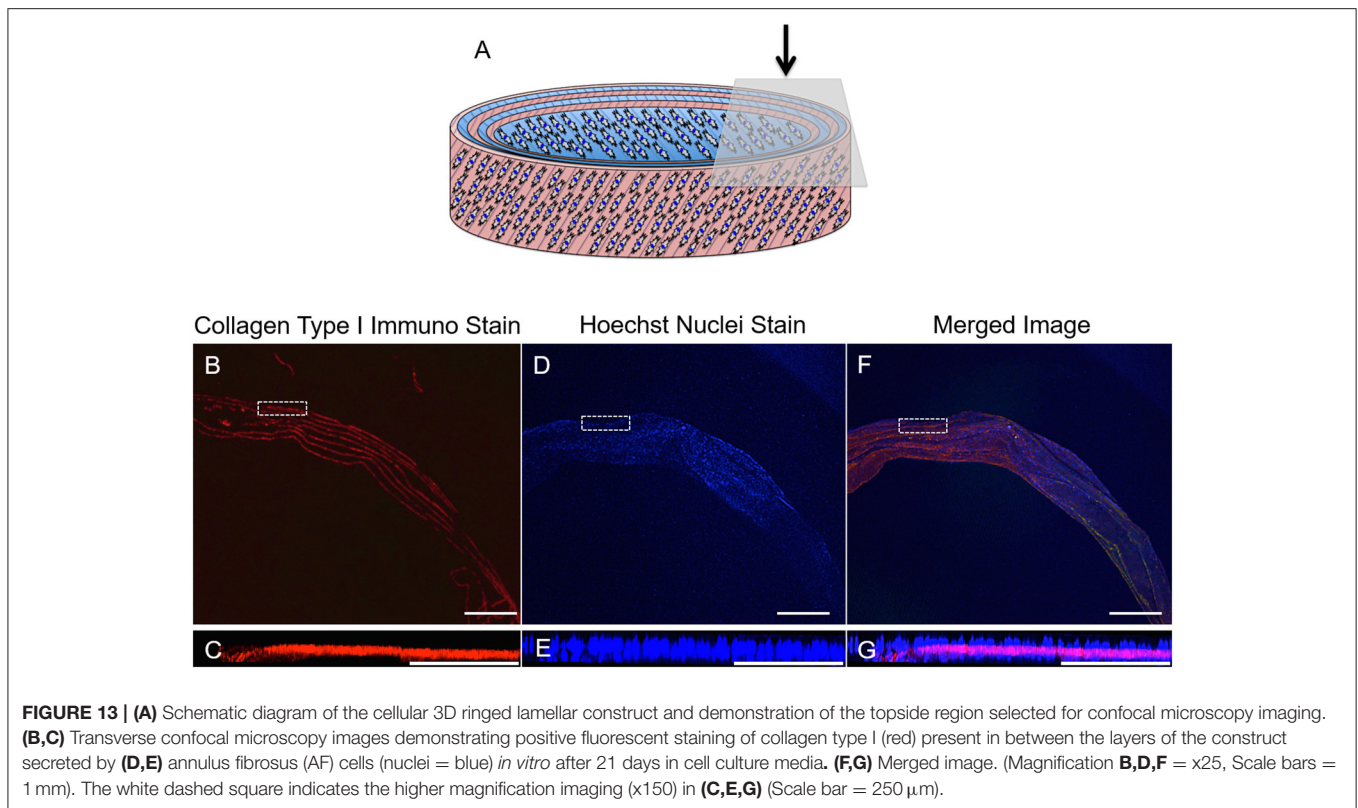 A
Collagen Type I Immuno Stain
Hoechst Nuclei Stain
Merged Image
B
D
F
C
E
G
FIGURE 13 | (A) Schematic diagram of the cellular 3D ringed lamellar construct and demonstration of the topside region selected for confocal microscopy imaging.
(B,C) Transverse confocal microscopy images demonstrating positive fluorescent staining of collagen type I (red) present in between the layers of the construct
secreted by (D,E) annulus fibrosus (AF) cells (nuclei = blue) in vitro after 21 days in cell culture media. (F,G) Merged image. (Magnification B,D,F = x25, Scale bars =
1 mm). The white dashed square indicates the higher magnification imaging (x150) in (C,E,G) (Scale bar = 250 μm).